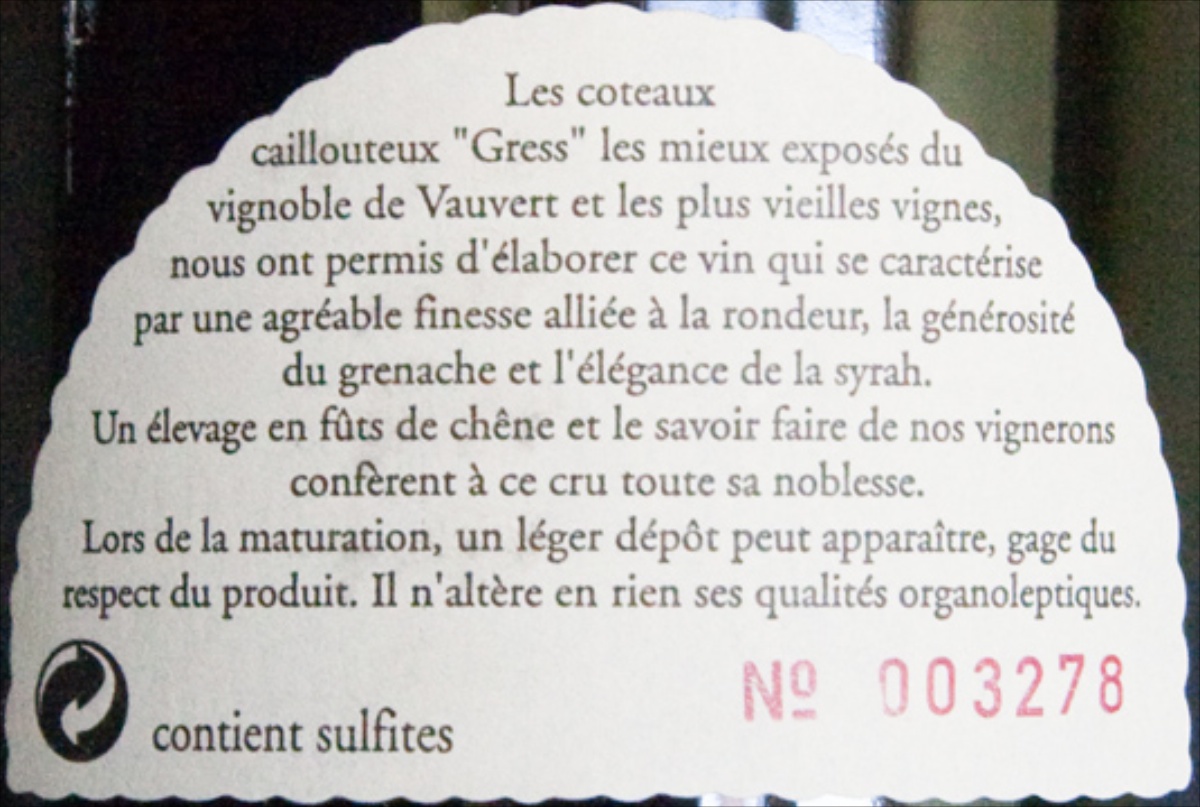 Les coteaux
caillouteux "Gress" les mieux exposés du
vignoble de Vauvert et les plus vieilles vignes,
nous ont permis d'élaborer ce vin qui se caractérise
par une agréable finesse alliée à la rondeur, la générosité
du grenache et l'élégance de la syrah.
Un élevage en fûts de chêne et le savoir faire de nos vignerons
confèrent à ce cru toute sa noblesse.
Lors de la maturation, un léger dépôt peut apparaître, gage du
respect du produit. Il n'altère en rien ses qualités organoleptiques.
contient sulfites
Nº 003278